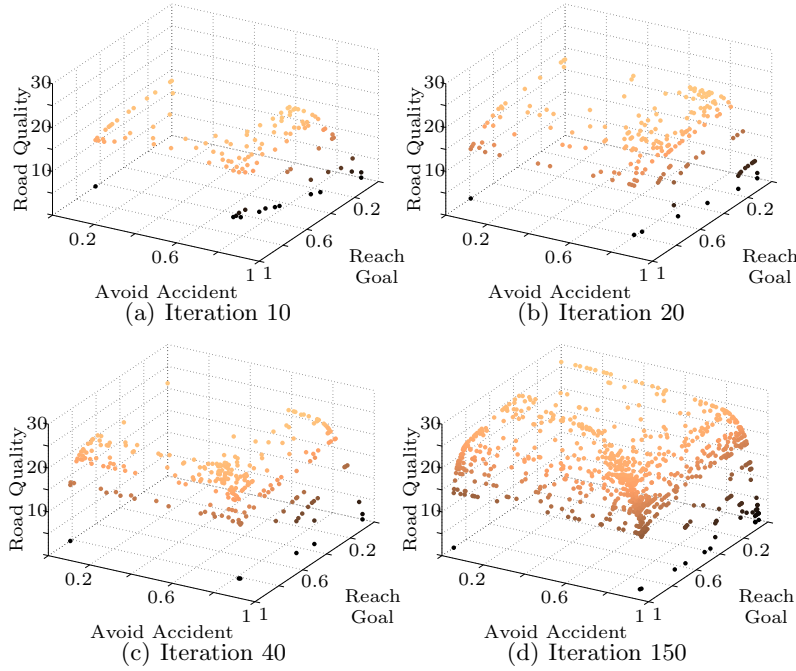 30
20
10
Road Quality
0.2
0.6
1
Avoid Accident
1
0.6
0.2
Reach
Goal
(a) Iteration 10
30
20
10
Road Quality
0.2
0.6
1
Avoid Accident
1
0.6
0.2
Reach
Goal
(b) Iteration 20
30
20
10
Road Quality
0.2
0.6
1
Avoid Accident
1
0.6
0.2
Reach
Goal
(c) Iteration 40
30
20
10
Road Quality
0.2
0.6
1
Avoid Accident
1
0.6
0.2
Reach
Goal
(d) Iteration 150